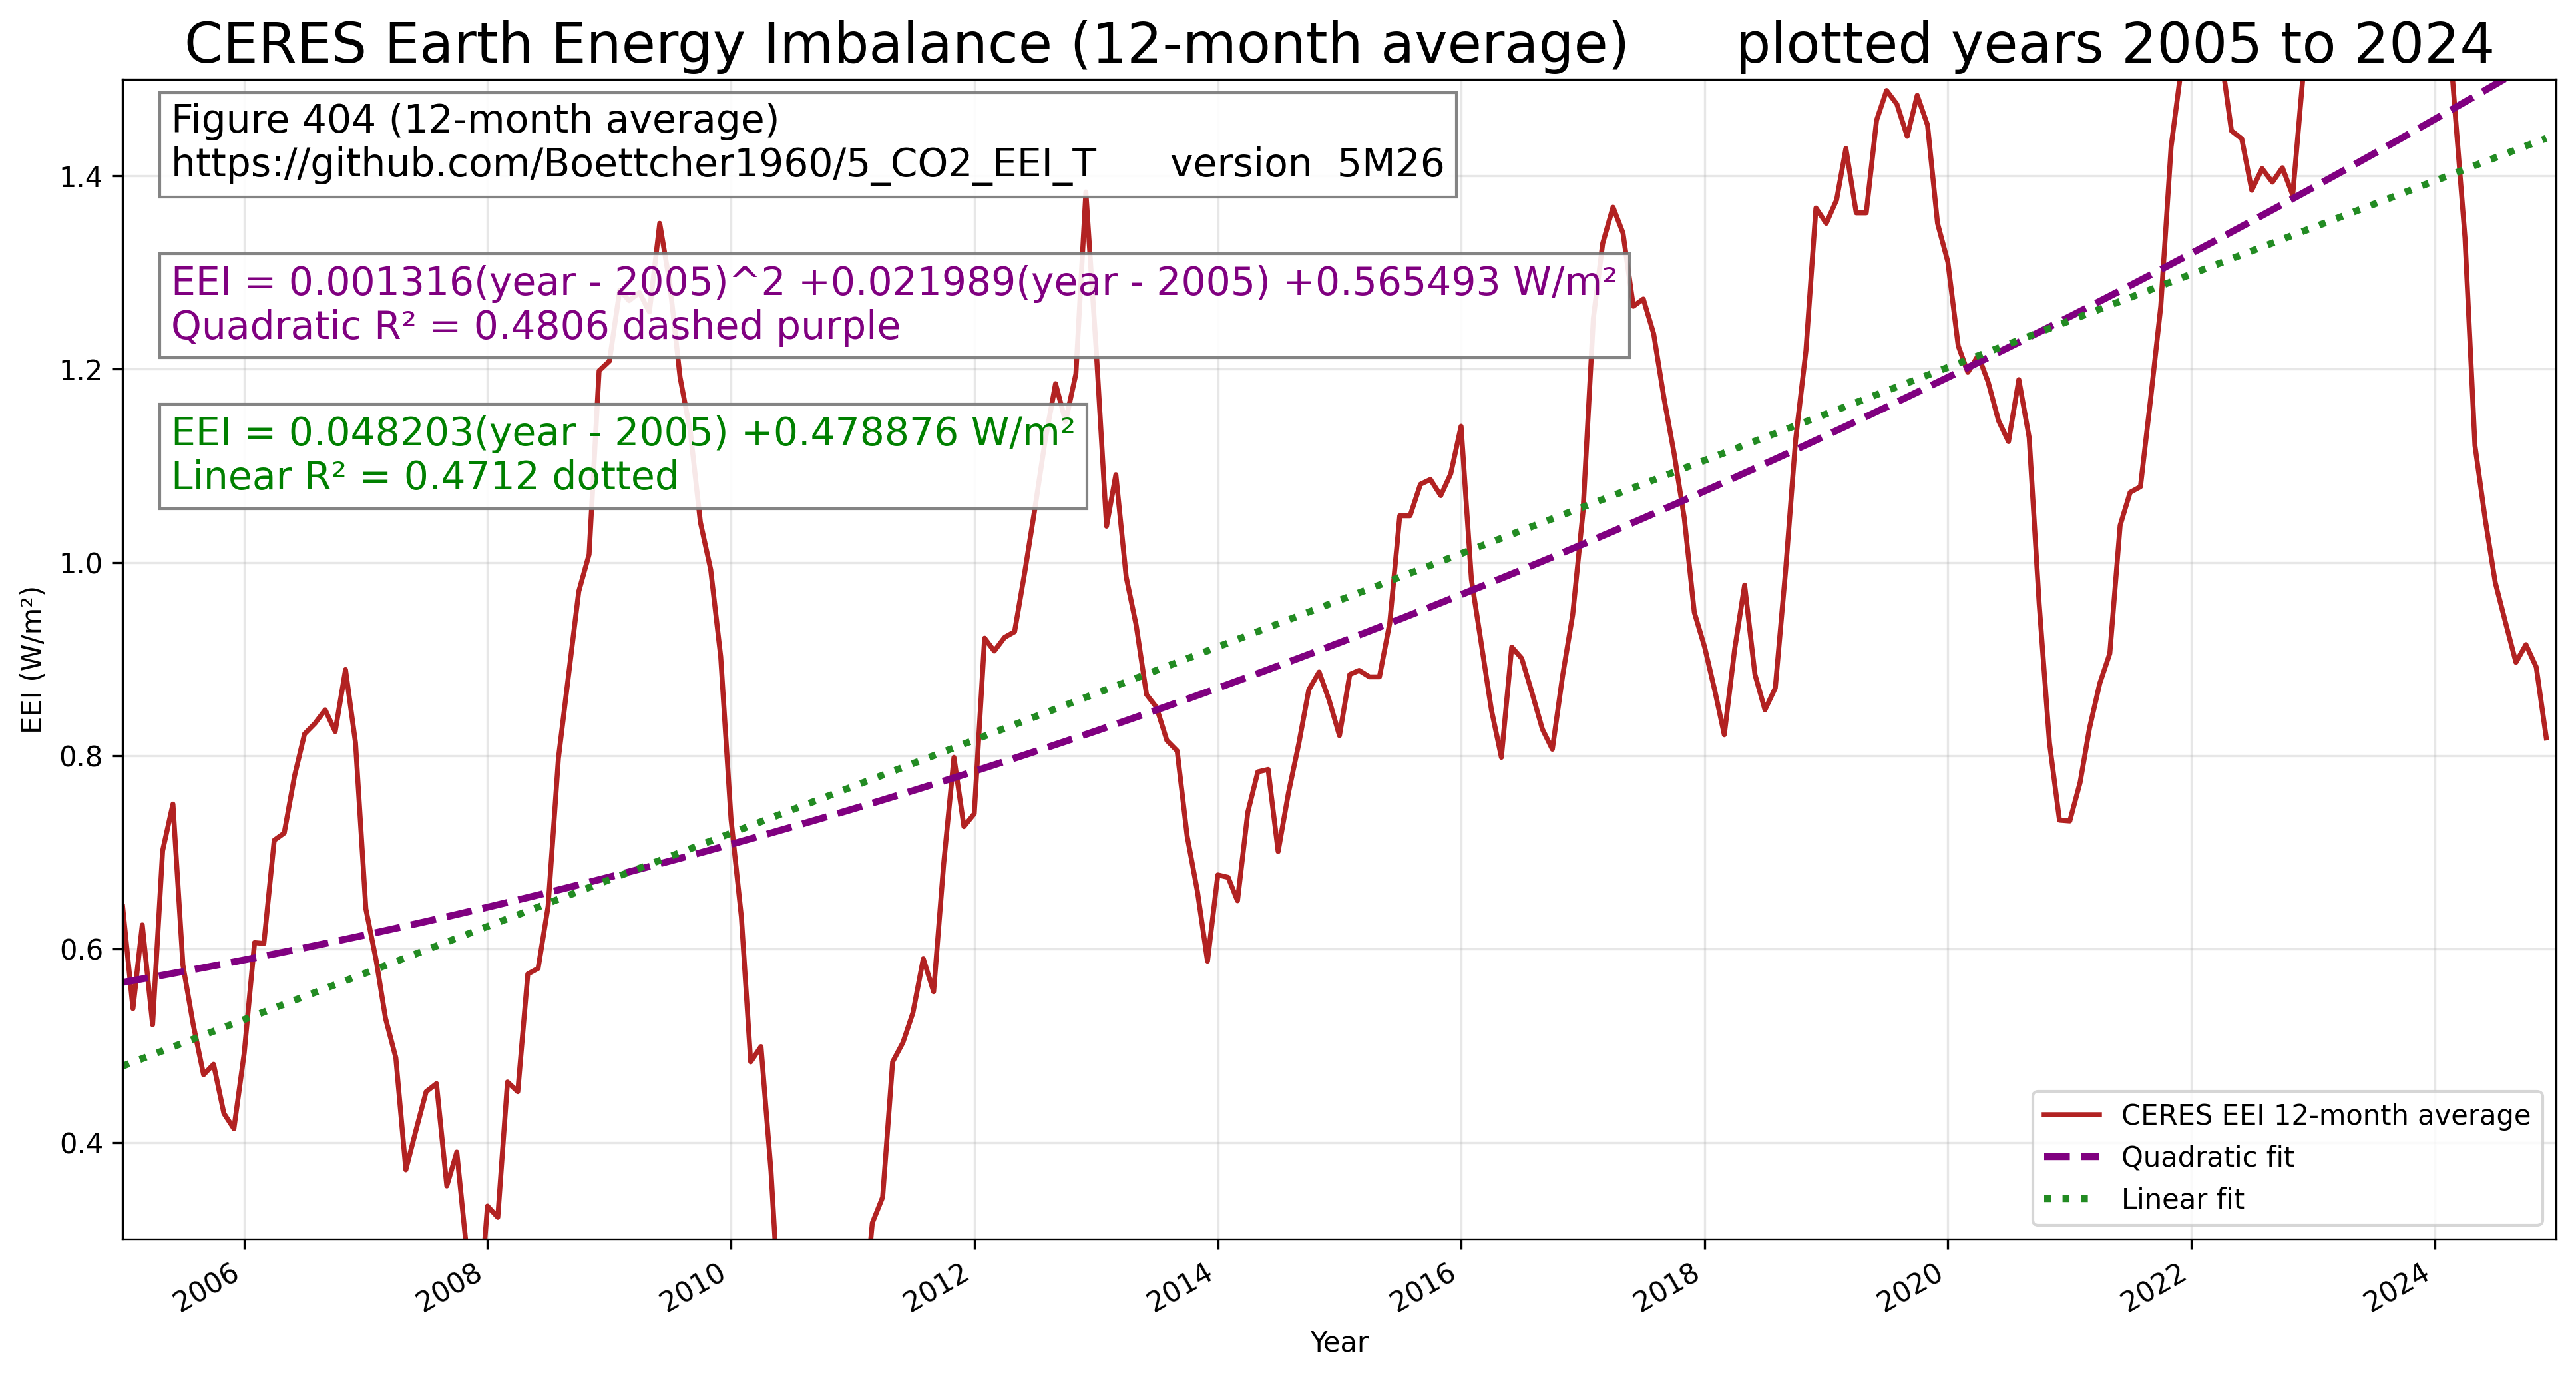 CERES Earth Energy Imbalance (12-month average)      plotted years 2005 to 2024
Figure 404 (12-month average)
https://github.com/Boettcher1960/5_CO2_EEI_T      version  5M26
EEI = 0.001316(year - 2005)^2 +0.021989(year - 2005) +0.565493 W/m²
Quadratic R² = 0.4806 dashed purple
EEI = 0.048203(year - 2005) +0.478876 W/m²
Linear R² = 0.4712 dotted
EEI (W/m²)
1.4
1.2
1.0
0.8
0.6
0.4
CERES EEI 12-month average
Quadratic fit
Linear fit
2006 2008 2010 2012 2014 2016 2018 2020 2022 2024
Year